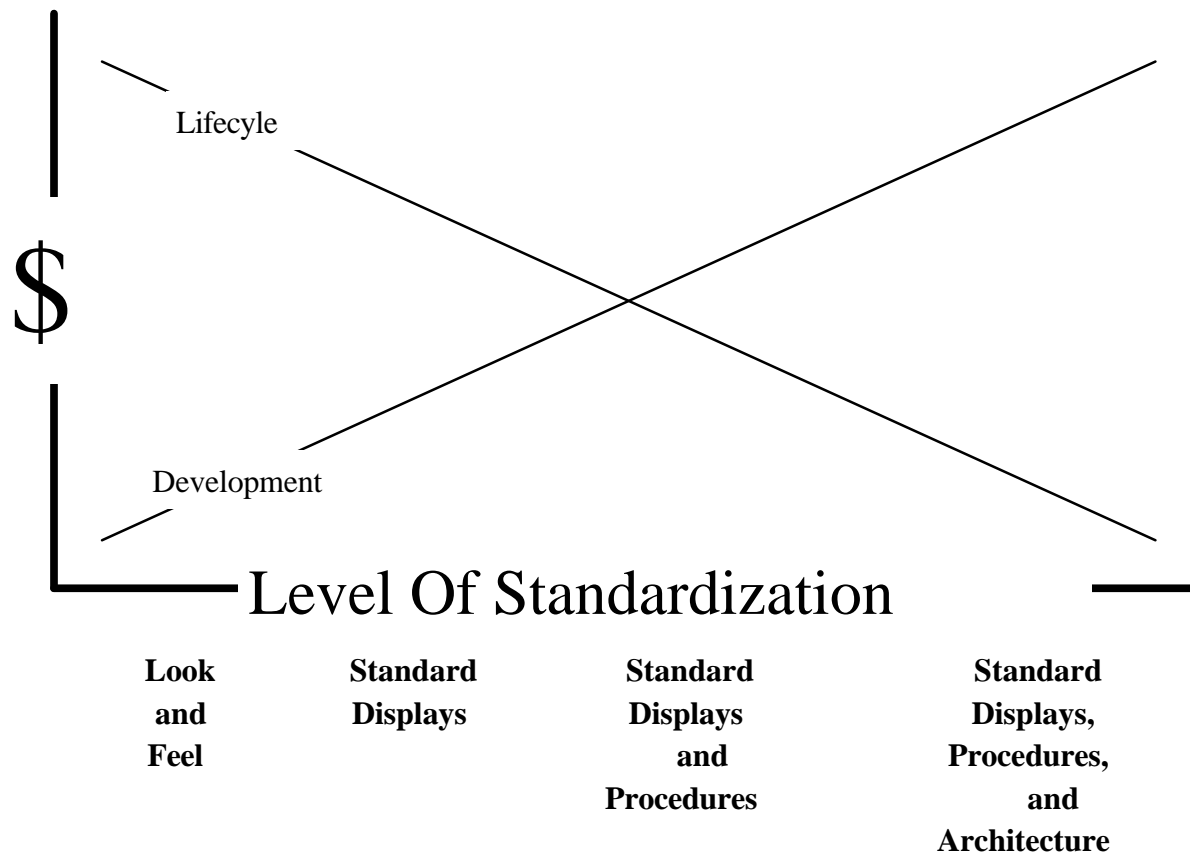 Lifecyle
$
Development
Level Of Standardization
Look
and
Feel
Standard
Displays
Standard
Displays
and
Procedures
Standard
Displays,
Procedures,
and
Architecture